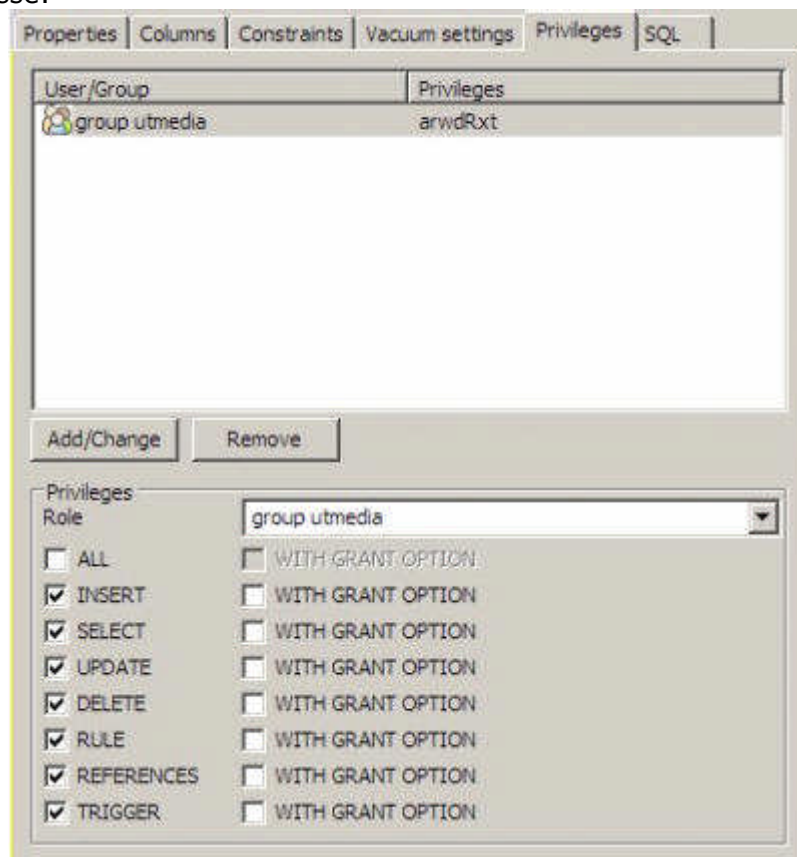 Properties Columns Constraints Vacuum settings Privileges SQL
User/Group Privileges
group utmedia arwdRxt
Add/Change Remove
Privileges
Role group utmedia
ALL WITH GRANT OPTION
INSERT WITH GRANT OPTION
SELECT WITH GRANT OPTION
UPDATE WITH GRANT OPTION
DELETE WITH GRANT OPTION
RULE WITH GRANT OPTION
REFERENCES WITH GRANT OPTION
TRIGGER WITH GRANT OPTION